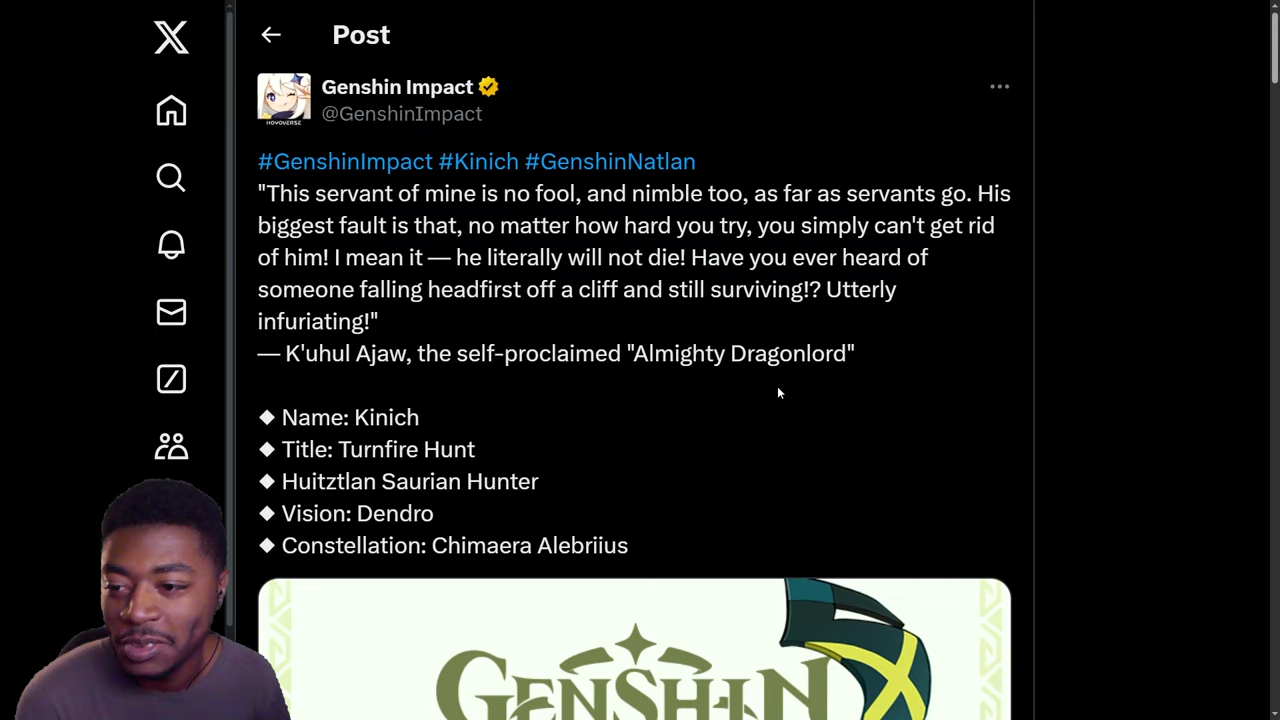 Post
Genshin Impact
@GenshinImpact
#GenshinImpact #Kinich #GenshinNatlan
"This servant of mine is no fool, and nimble too, as far as servants go. His
biggest fault is that, no matter how hard you try, you simply can't get rid
of him! I mean it — he literally will not die! Have you ever heard of
someone falling headfirst off a cliff and still surviving!? Utterly
infuriating!"
— K'uhul Ajaw, the self-proclaimed "Almighty Dragonlord"
◆ Name: Kinich
◆ Title: Turnfire Hunt
◆ Huitztlan Saurian Hunter
◆ Vision: Dendro
◆ Constellation: Chimaera Alebriius
GENSHIN
HOYOVERSE